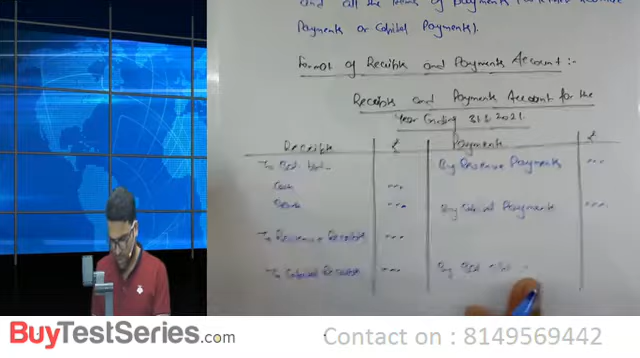 and all the items of payments (whether revenue
Payments or Capital Payments).
Format of Receipts and Payments Account :-
Receipts and Payments Account for the
Year Ending 31.3.2021
Receipts ₹ Payments ₹
To Bal. b/d. By Revenue Payments ---
Cash ---
Bank --- By Capital Payments ---
To Revenue Receipts ---
To Capital Receipts --- By Bal c/d
BuyTestSeries.com
Contact on : 8149569442